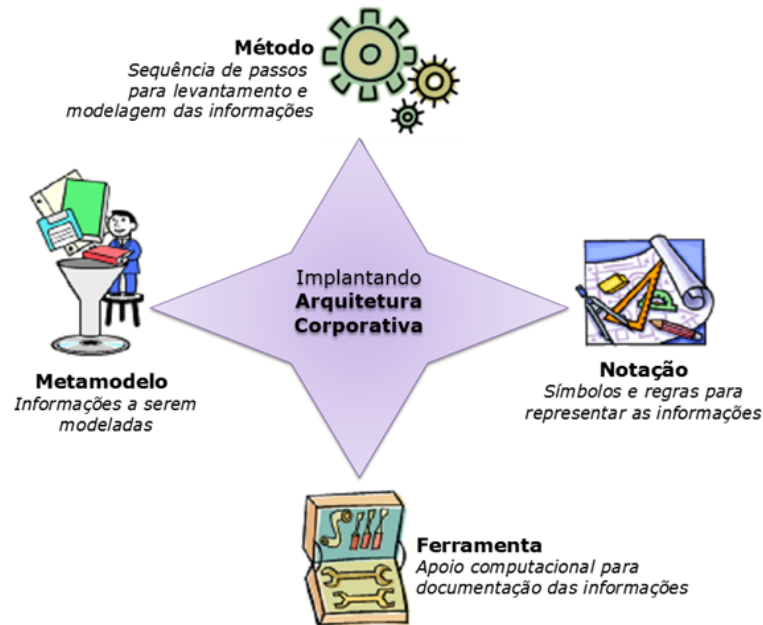 Método
Sequência de passos
para levantamento e
modelagem das informações
Implantando
Arquitetura
Corporativa
Metamodelo
Informações a serem
modeladas
Notação
Símbolos e regras para
representar as informações
Ferramenta
Apoio computacional para
documentação das informações